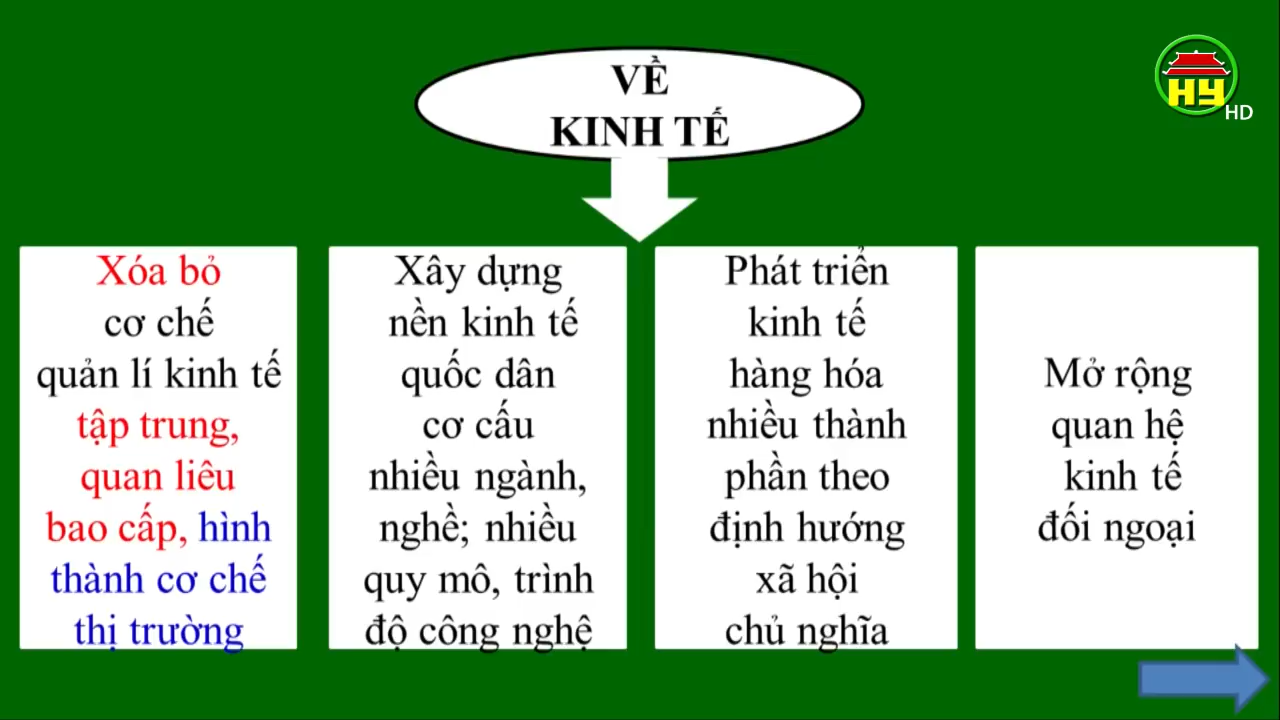 VỀ
KINH TẾ
HY
HD
Xóa bỏ
cơ chế
quản lí kinh tế
tập trung,
quan liêu
bao cấp, hình
thành cơ chế
thị trường
Xây dựng
nền kinh tế
quốc dân
cơ cấu
nhiều ngành,
nghề; nhiều
quy mô, trình
độ công nghệ
Phát triển
kinh tế
hàng hóa
nhiều thành
phần theo
định hướng
xã hội
chủ nghĩa
Mở rộng
quan hệ
kinh tế
đối ngoại